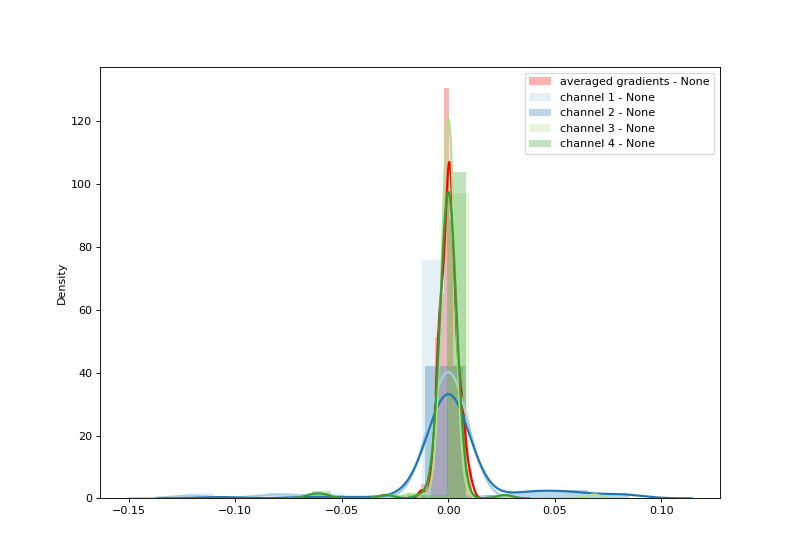 averaged gradients - None
channel 1 - None
channel 2 - None
channel 3 - None
channel 4 - None
Density
120
100
80
60
40
20
0
−0.15 −0.10 −0.05 0.00 0.05 0.10